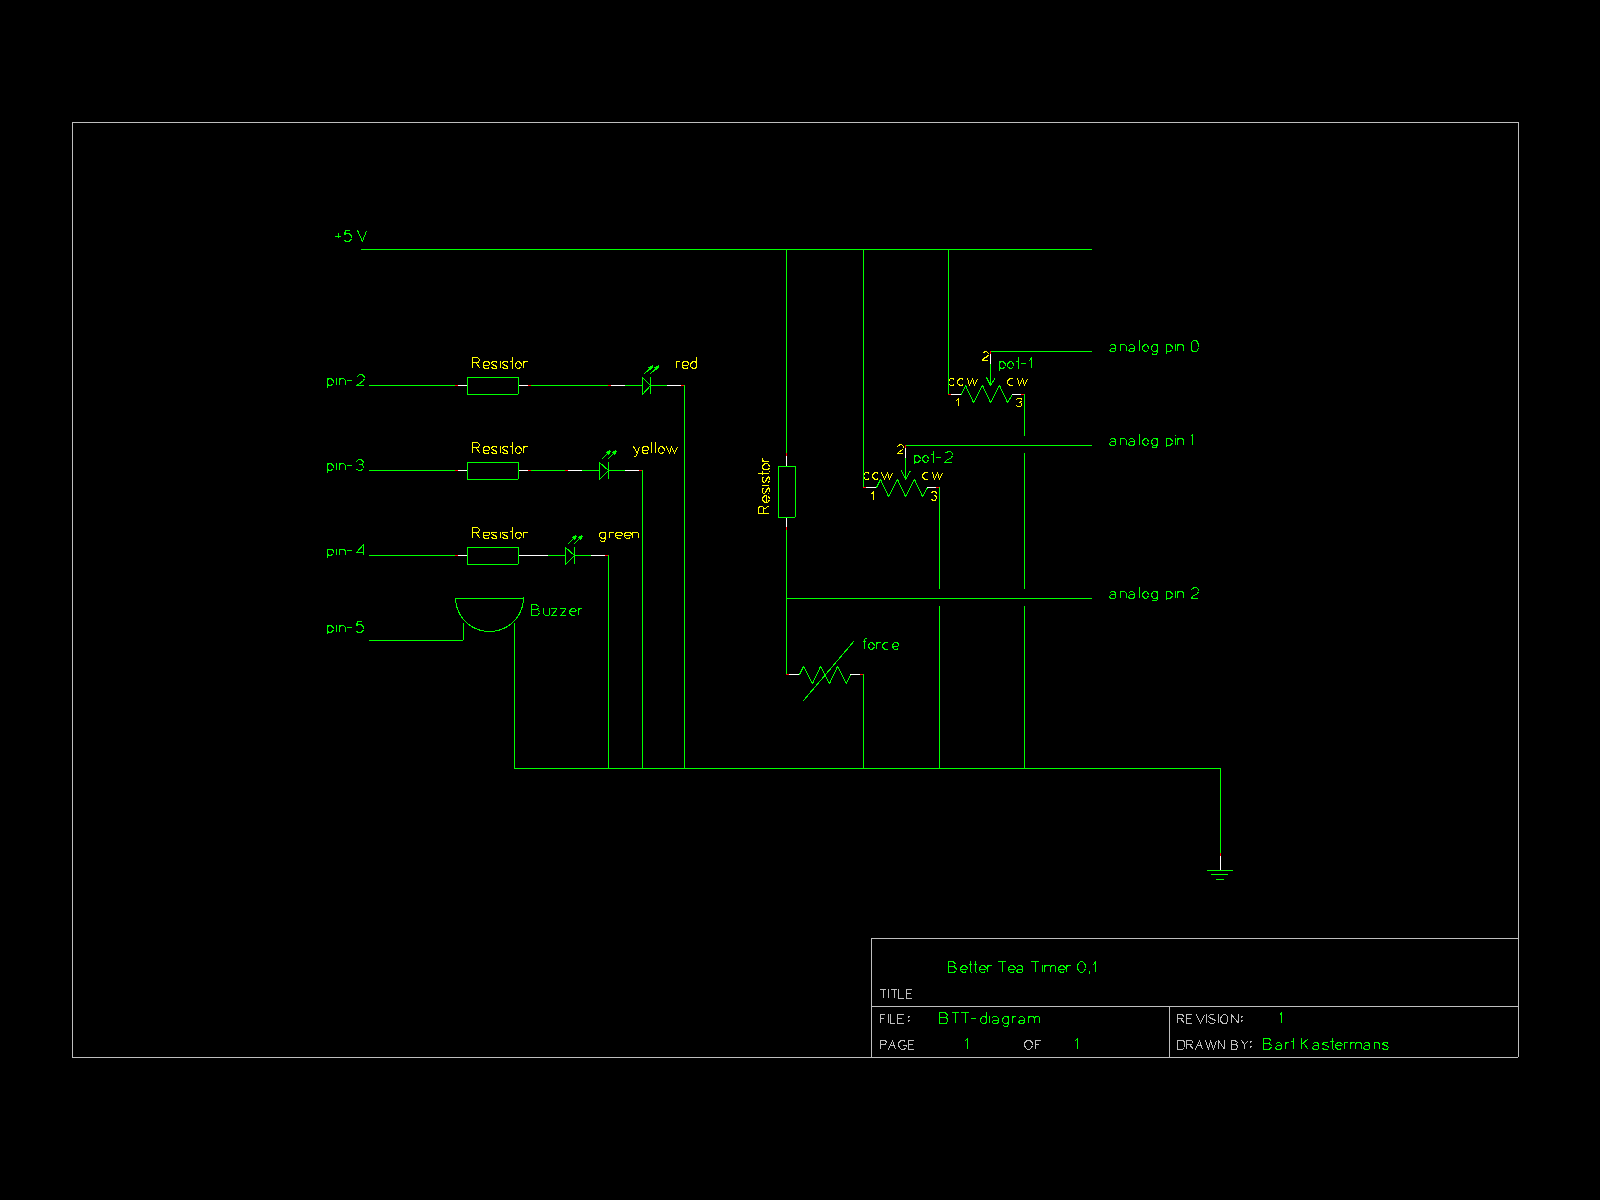 +5 V
analog pin 0
2
pot-1
Resistor
red
pin-2
ccw
cw
1
3
analog pin 1
Resistor
yellow
2
pot-2
pin-3
ccw
cw
Resistor
1
3
Resistor
green
pin-4
analog pin 2
Buzzer
pin-5
force
Better Tea Timer 0.1
TITLE
FILE: BTT-diagram
REVISION: 1
PAGE 1 OF 1
DRAWN BY: Bart Kastermans